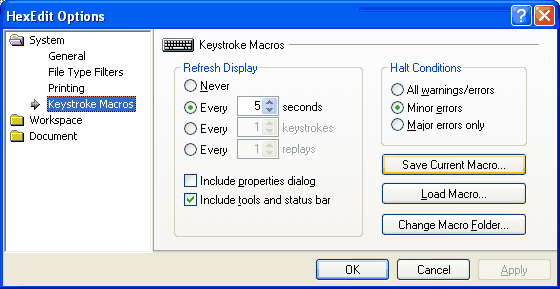 HexEdit Options
System
General
File Type Filters
Printing
Keystroke Macros
Workspace
Document
Keystroke Macros
Refresh Display
Never
Every 5 seconds
Every 1 keystrokes
Every 1 replays
Include properties dialog
Include tools and status bar
Halt Conditions
All warnings/errors
Minor errors
Major errors only
Save Current Macro...
Load Macro...
Change Macro Folder...
OK Cancel Apply